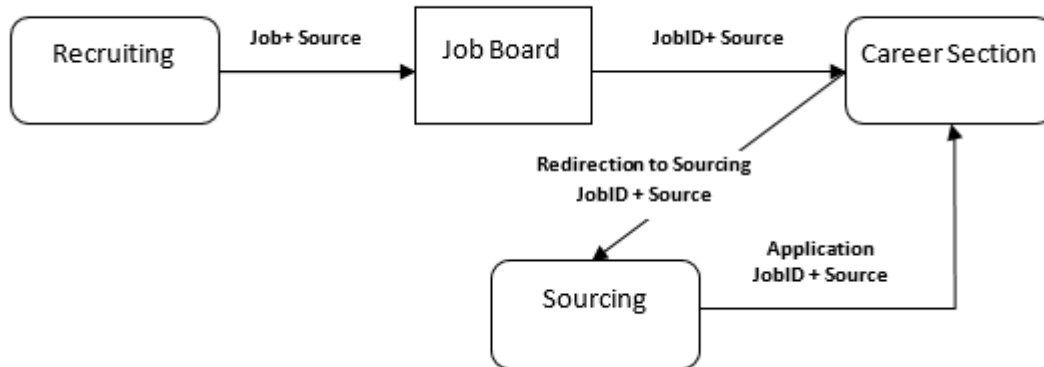 Recruiting
Job+ Source
Job Board
JobID+ Source
Career Section
Redirection to Sourcing
JobID + Source
Sourcing
Application
JobID + Source